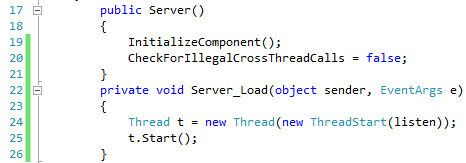 17 public Server()
18 {
19 InitializeComponent();
20 CheckForIllegalCrossThreadCalls = false;
21 }
22 private void Server_Load(object sender, EventArgs e)
23 {
24 Thread t = new Thread(new ThreadStart(listen));
25 t.Start();
26 }